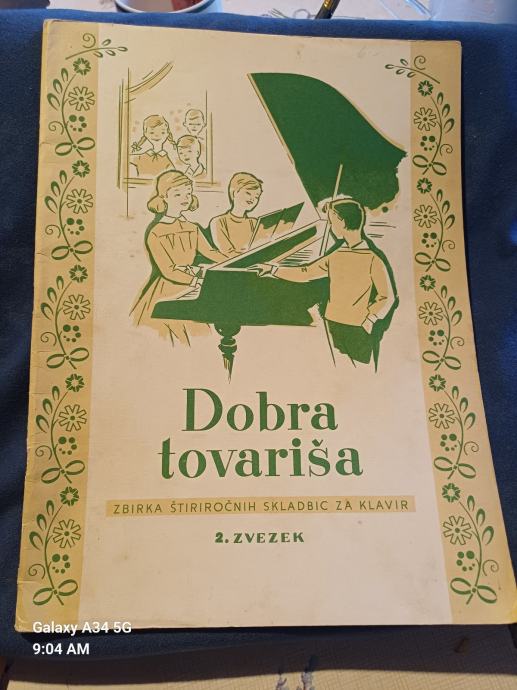 Dobra
tovariša
ZBIRKA ŠTIRIROČNIH SKLADBIC ZA KLAVIR
2. ZVEZEK
Galaxy A34 5G
9:04 AM